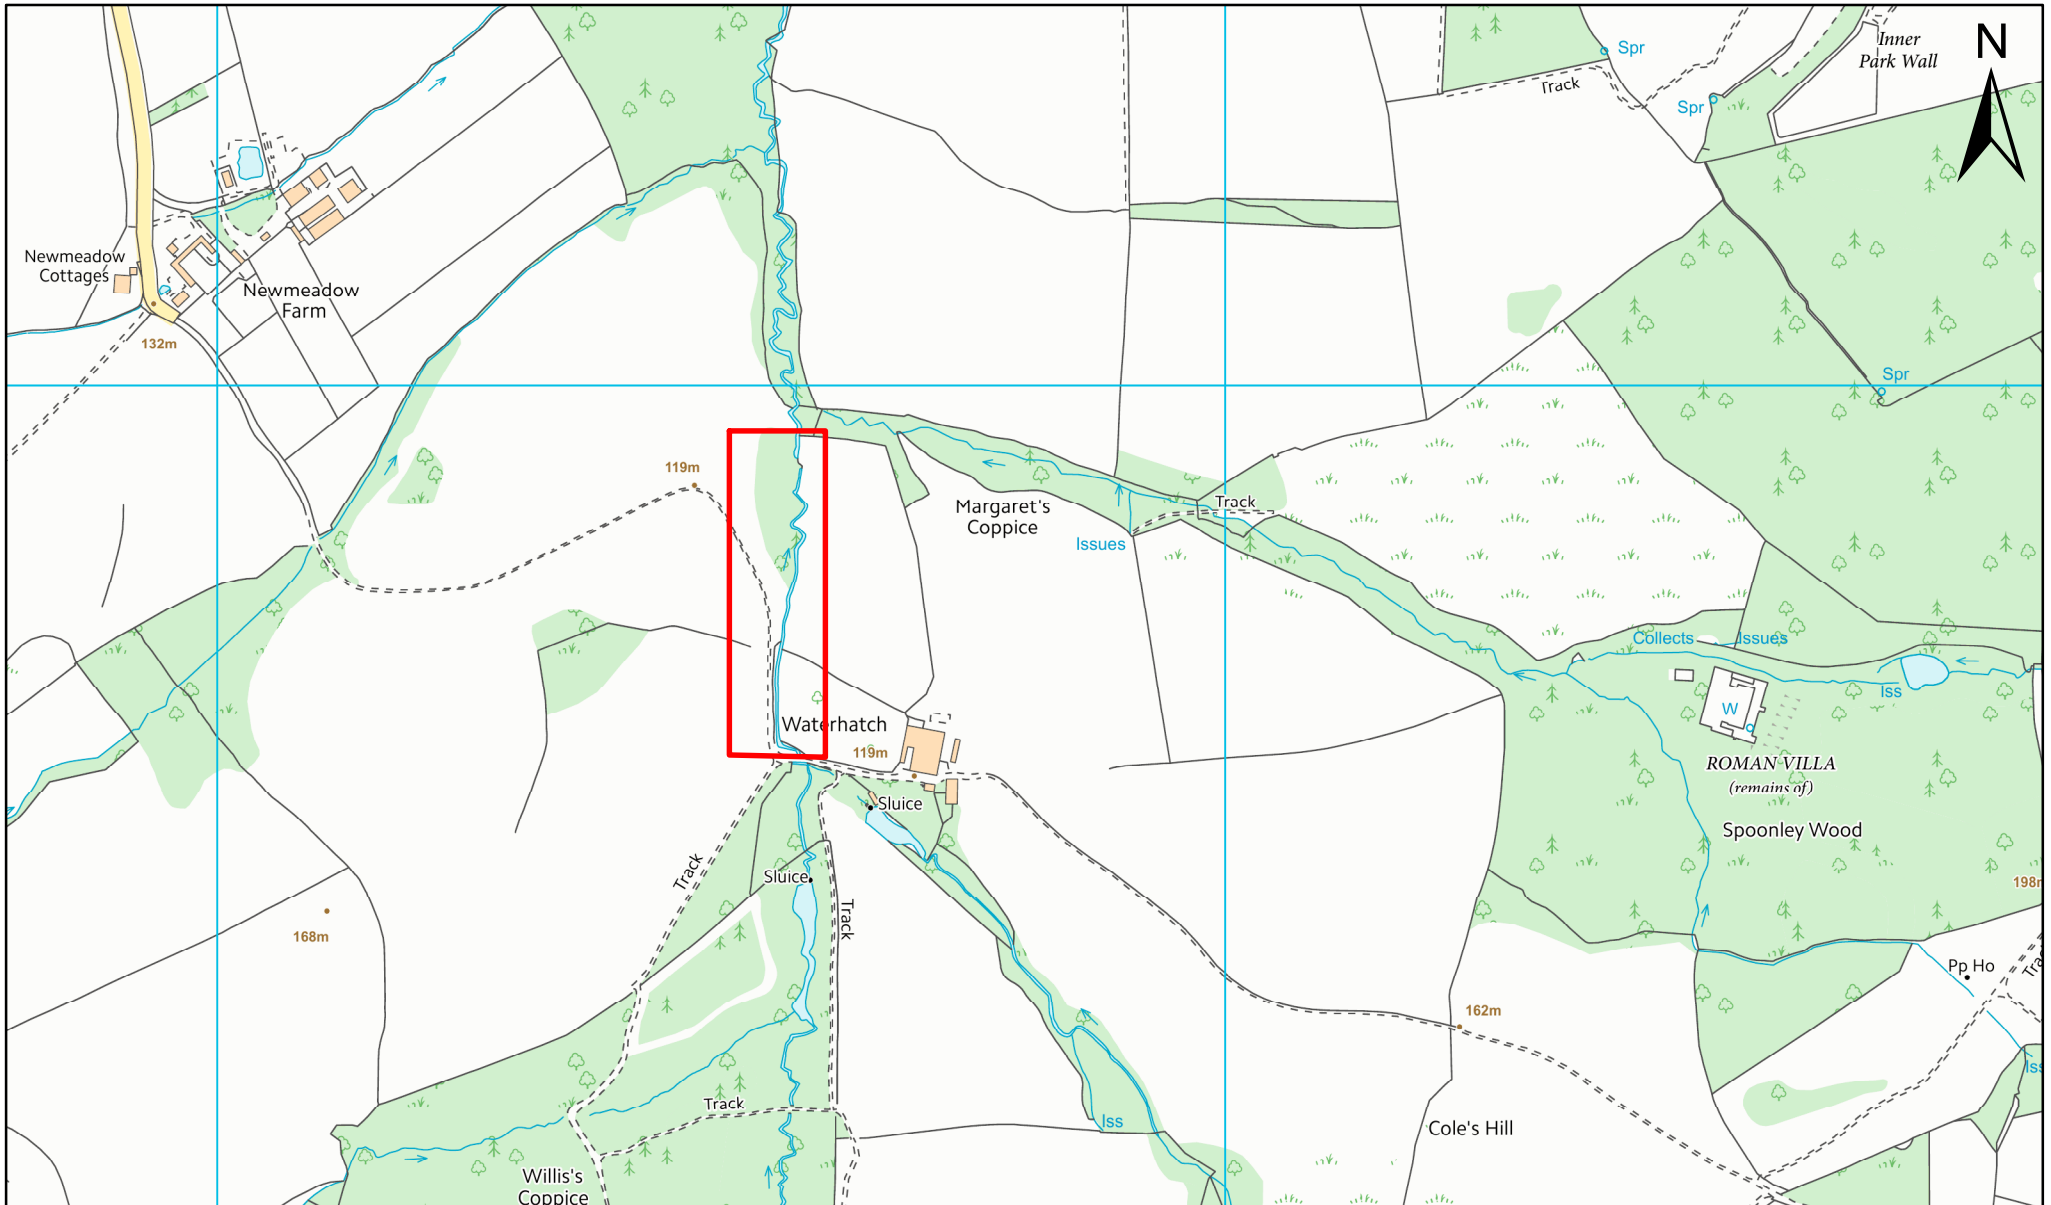 N
Inner
Park Wall
Spr
Track
Spr
Newmeadow
Cottages
Newmeadow
Farm
132m
Spr
119m
Margaret's
Coppice
Track
Issues
Collects
Issues
Iss
W
Waterhatch
119m
ROMAN VILLA
(remains of)
Sluice
Spoonley Wood
Track
Sluice
198m
Track
168m
Pp Ho
Track
162m
Iss
Track
Iss
Cole's Hill
Willis's
Coppice